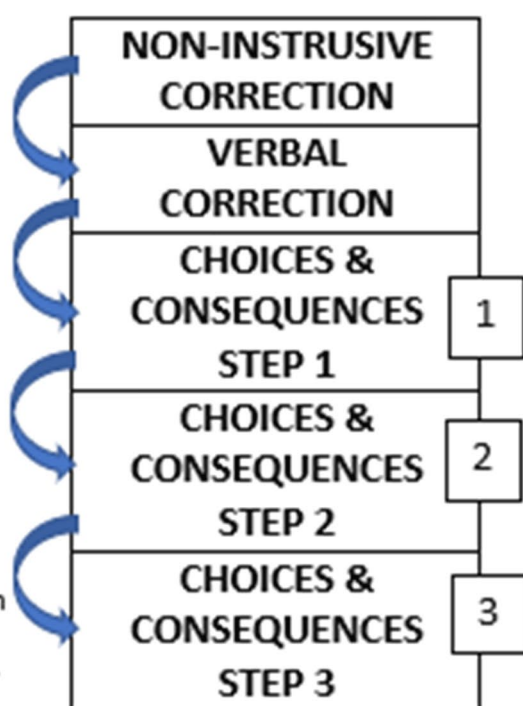 NON-INSTRUSIVE
CORRECTION
VERBAL
CORRECTION
CHOICES &
CONSEQUENCES
STEP 1
1
CHOICES &
CONSEQUENCES
STEP 2
2
CHOICES &
CONSEQUENCES
STEP 3
3